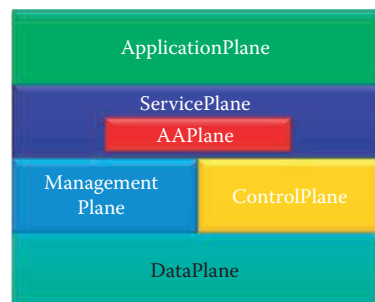 ApplicationPlane
ServicePlane
AAPlane
Management
Plane
ControlPlane
DataPlane